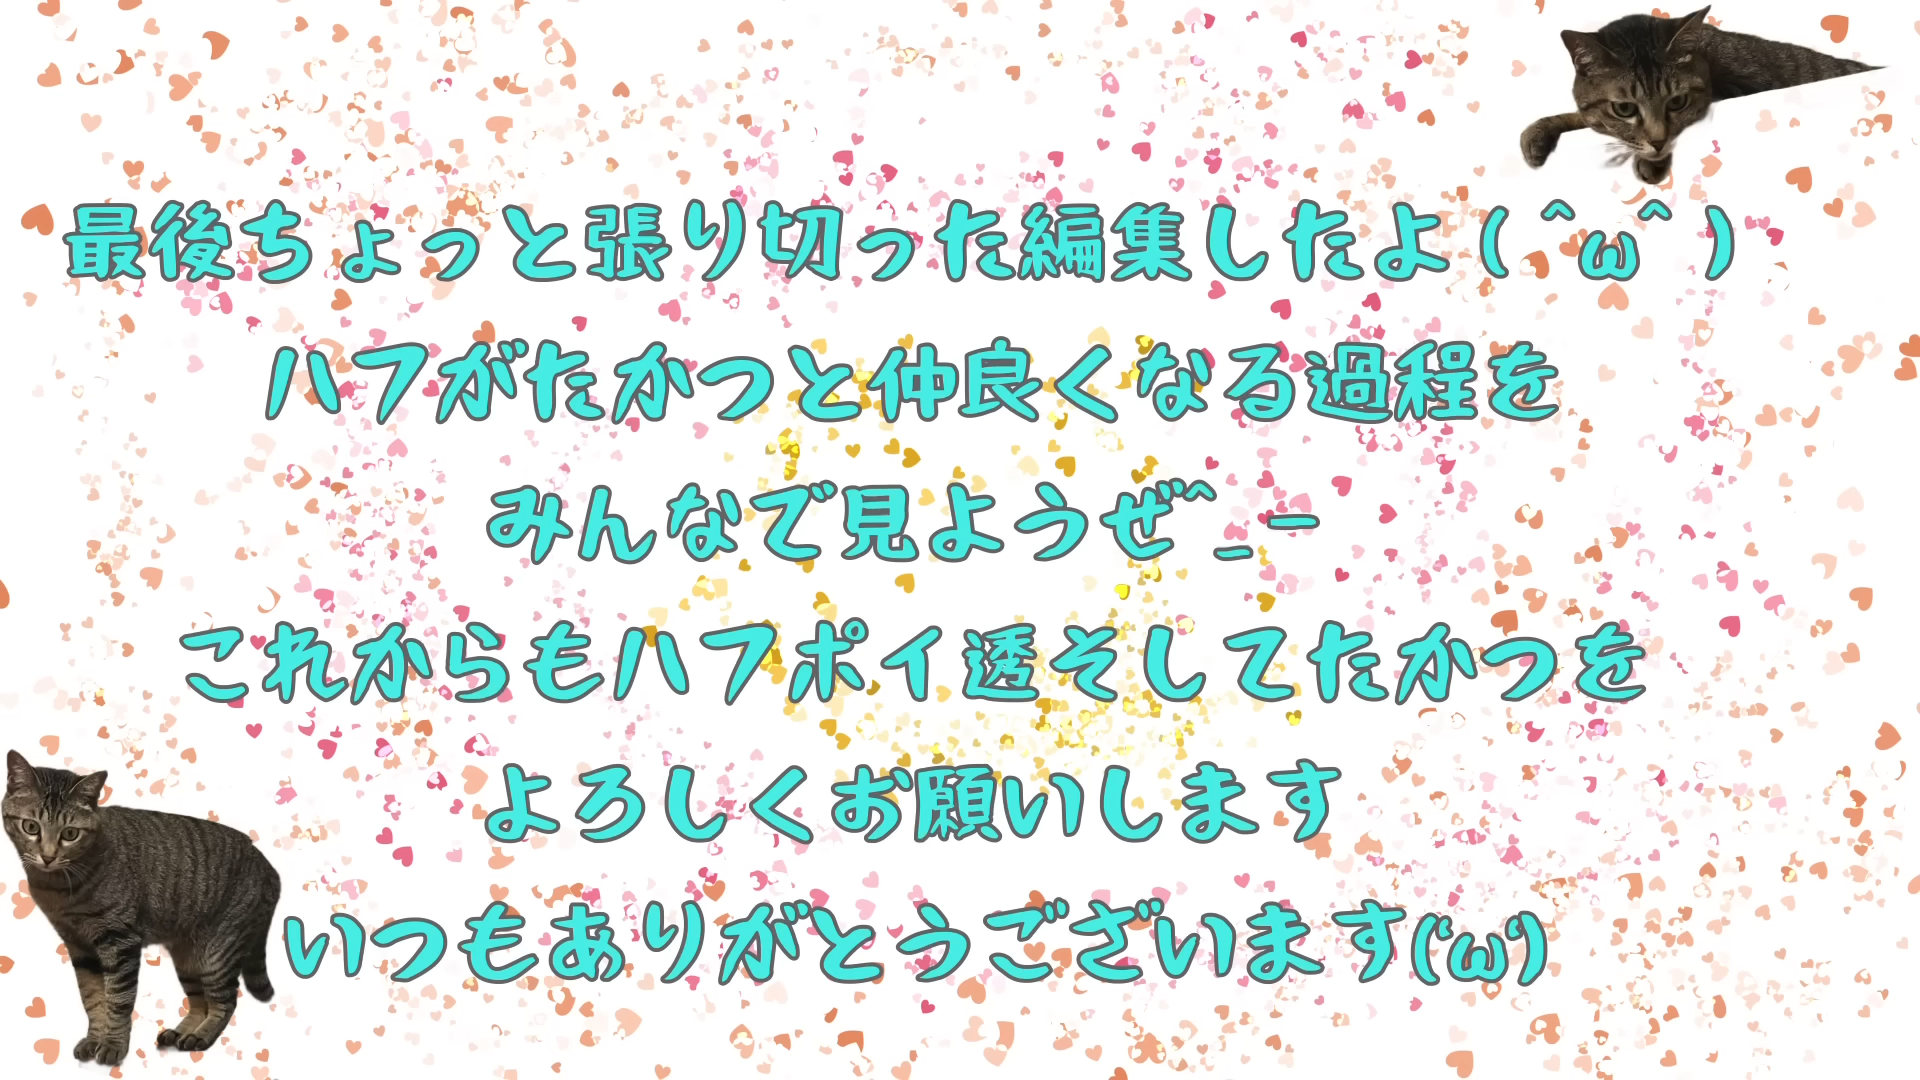 最後ちょっと張り切った編集したよ(^ω^)
ハフがたかつと仲良くなる過程を
みんなで見ようぜ^_-
これからもハフポイ透そしてたかつを
よろしくお願いします
いつもありがとうございます('ω')